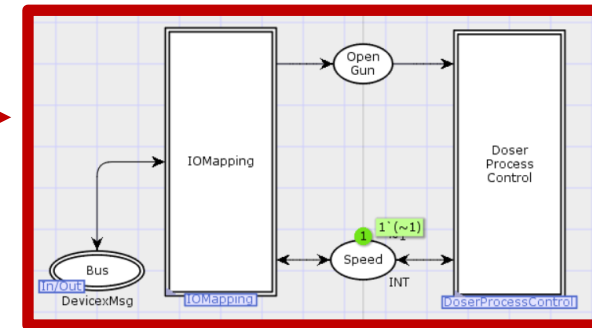 Open
Gun
IOMapping
Doser
Process
Control
1
1`(~1)
Speed
INT
Bus
In/Out
DevicexMsg
IOMapping
DoserProcessControl